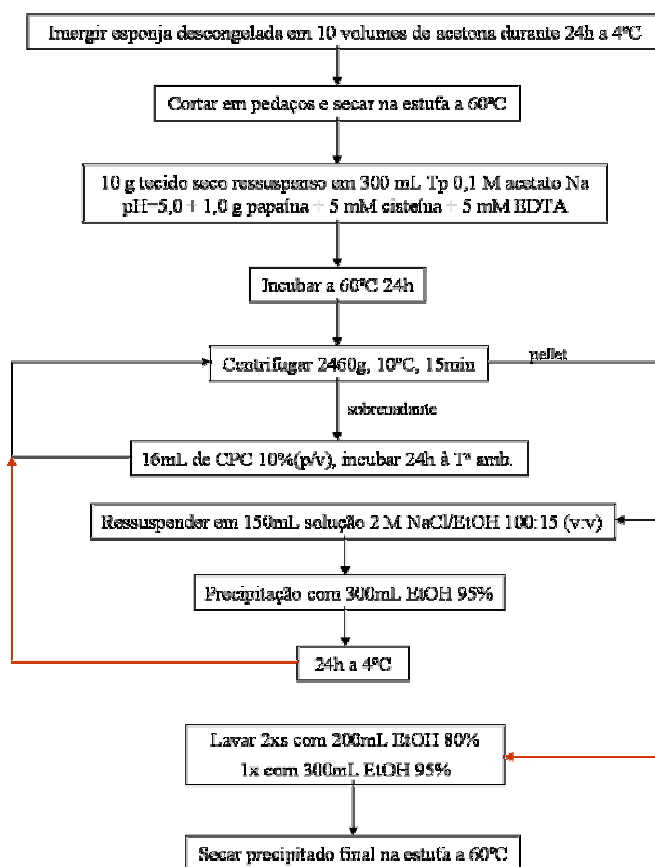 Imergir esponja descongelada em 10 volumes de acetona durante 24h a 4ºC
Cortar em pedaços e secar na estufa a 60ºC
10 g tecido seco ressuspenso em 300 mL Tp 0,1 M acetato Na
pH=5,0 + 1,0 g papaína + 5 mM cisteína + 5 mM EDTA
Incubar a 60ºC 24h
Centrifugar 2460g, 10ºC, 15min
pellet
sobrenadante
16mL de CPC 10%(p/v), incubar 24h à Tª amb.
Ressuspender em 150mL solução 2 M NaCl/EtOH 100:15 (v:v)
Precipitação com 300mL EtOH 95%
24h a 4ºC
Lavar 2xs com 200mL EtOH 80%
1x com 300mL EtOH 95%
Secar precipitado final na estufa a 60ºC